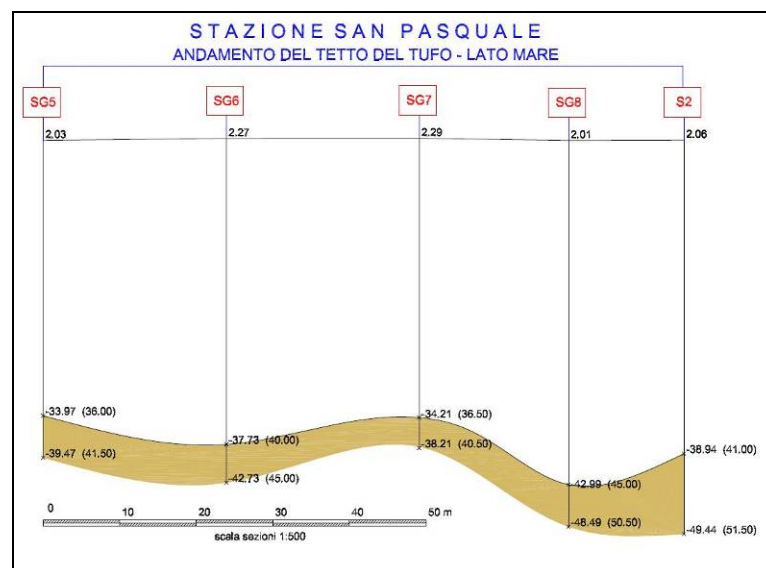 STAZIONE SAN PASQUALE
ANDAMENTO DEL TETTO DEL TUFO - LATO MARE
SG5 SG6 SG7 SG8 S2
2.03 2.27 2.29 2.01 2.06
-33.97 (36.00) -37.73 (40.00) -34.21 (36.50) -42.99 (45.00) -38.94 (41.00)
-39.47 (41.50) -42.73 (45.00) -38.21 (40.50) -48.49 (50.50) -49.44 (51.50)
0 10 20 30 40 50 m
scala sezioni 1:500